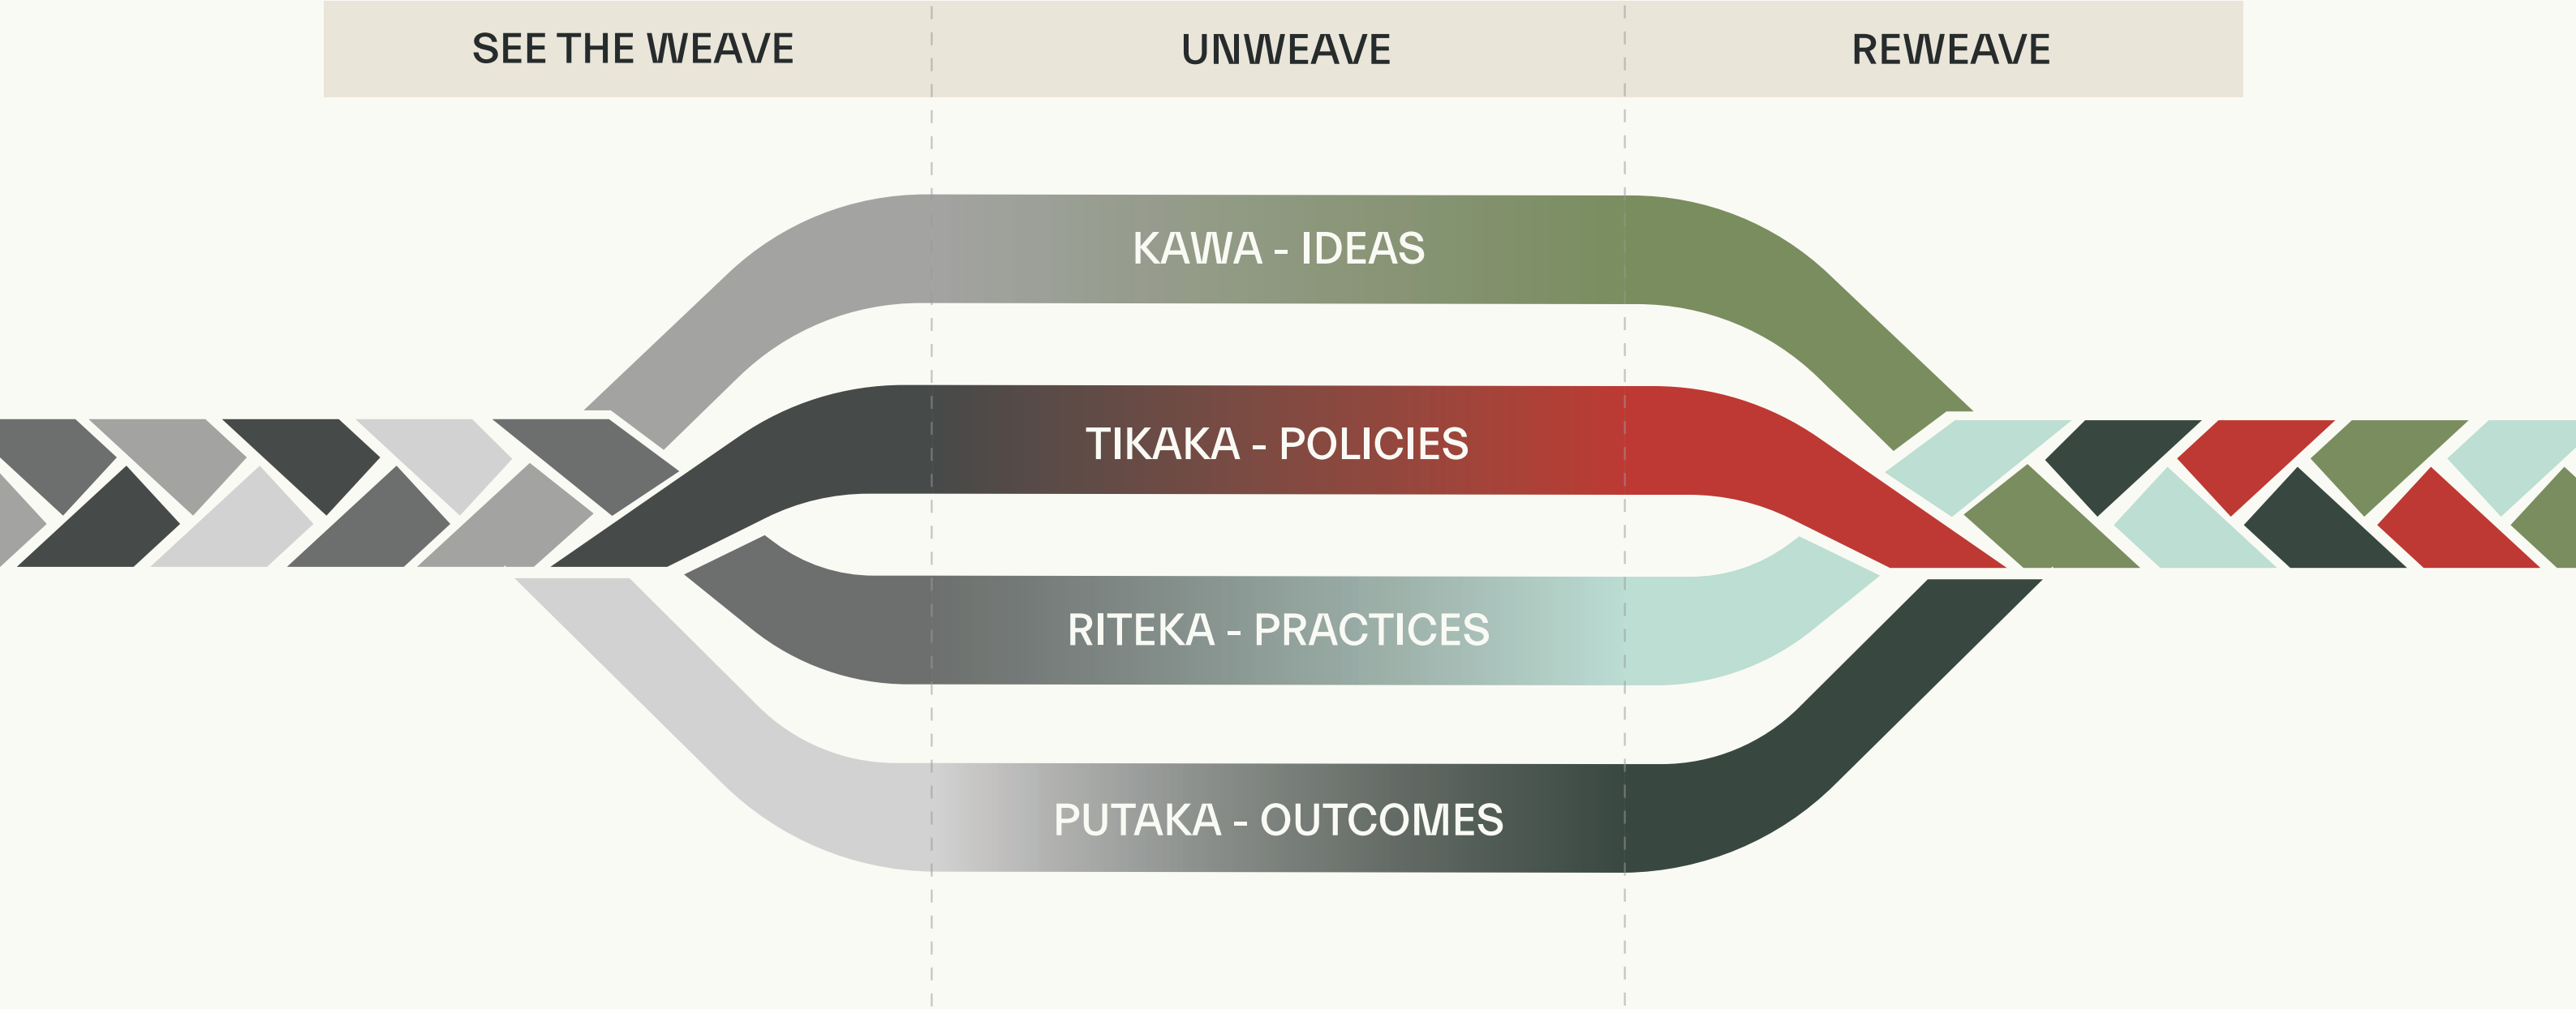 SEE THE WEAVE
UNWEAVE
REWEAVE
KAWA - IDEAS
TIKAKA - POLICIES
RITEKA - PRACTICES
PUTAKA - OUTCOMES